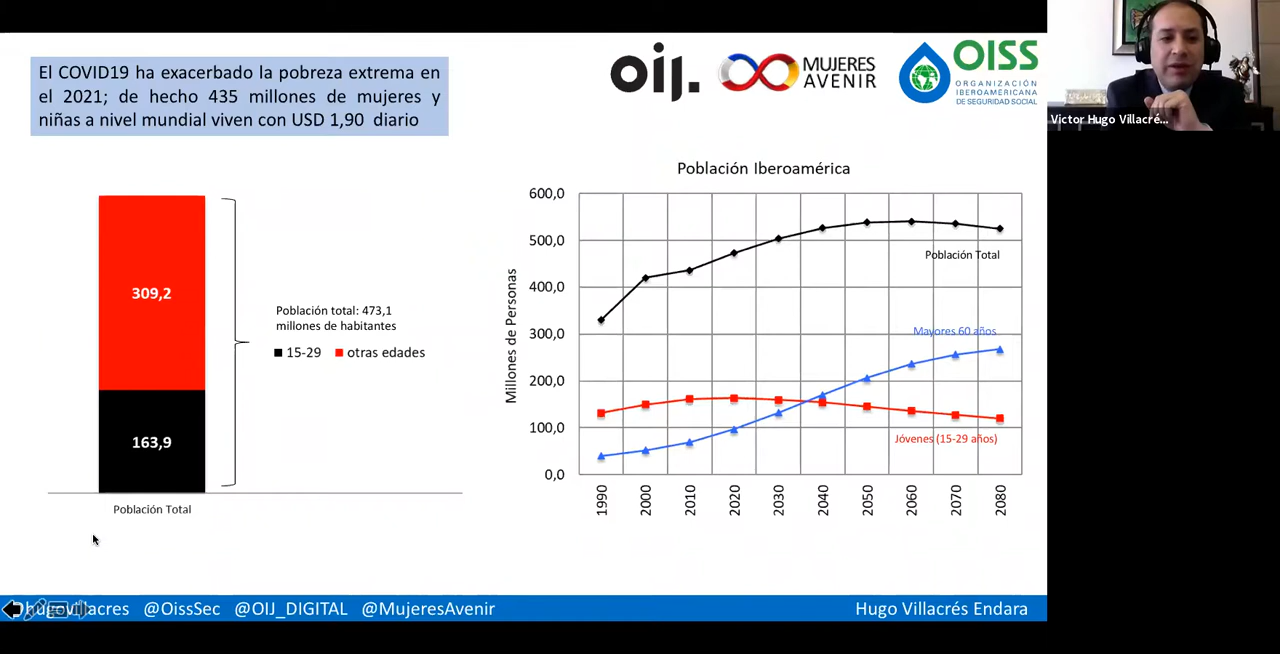 El COVID19 ha exacerbado la pobreza extrema en
el 2021; de hecho 435 millones de mujeres y
niñas a nivel mundial viven con USD 1,90 diario
oij.
MUJERES
AVENIR
OISS
ORGANIZACIÓN
IBEROAMERICANA
DE SEGURIDAD SOCIAL
Victor Hugo Villacré...
309,2
163,9
Población total: 473,1
millones de habitantes
15-29 otras edades
Población Total
Población Iberoamérica
Millones de Personas
600,0
500,0
400,0
300,0
200,0
100,0
0,0
Población Total
Mayores 60 años
Jóvenes (15-29 años)
1990 2000 2010 2020 2030 2040 2050 2060 2070 2080
@OissSec @OIJ_DIGITAL @MujeresAvenir
Hugo Villacrés Endara